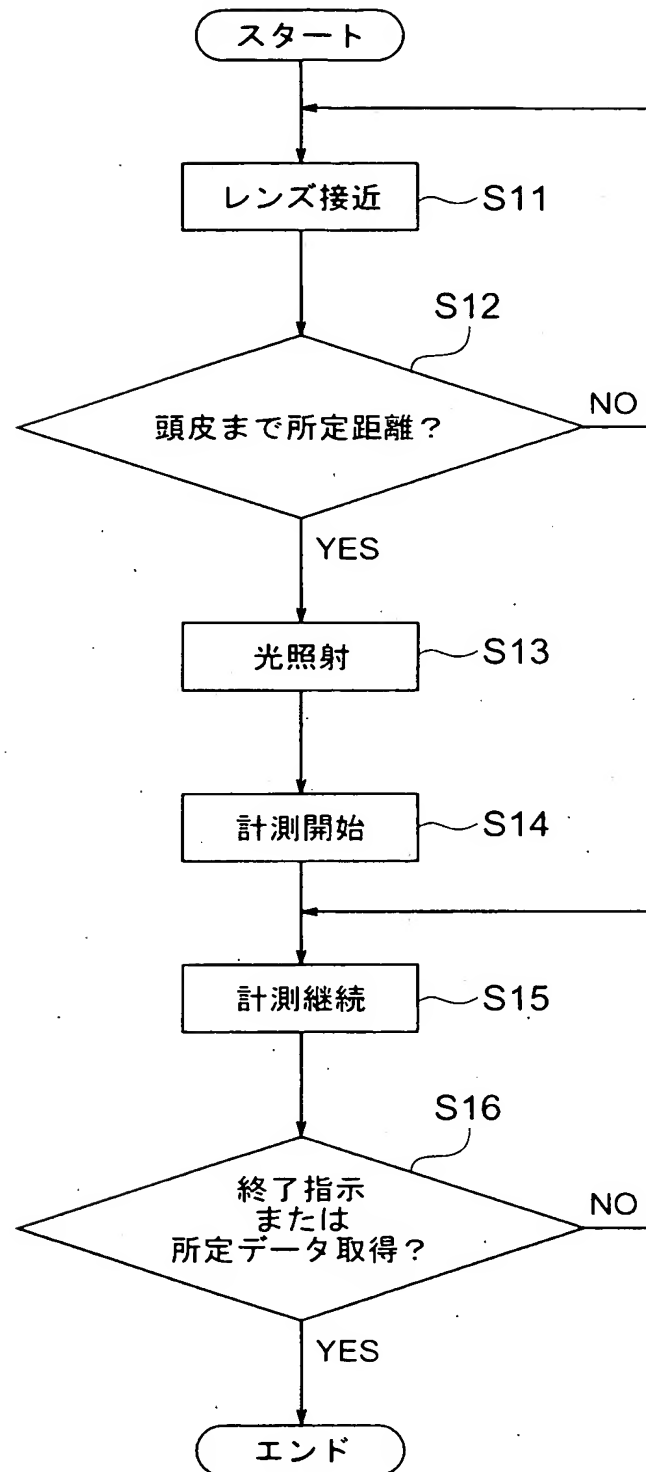 スタート
レンズ接近
S11
S12
頭皮まで所定距離?
NO
YES
光照射
S13
計測開始
S14
計測継続
S15
S16
終了指示
または
所定データ取得?
NO
YES
エンド